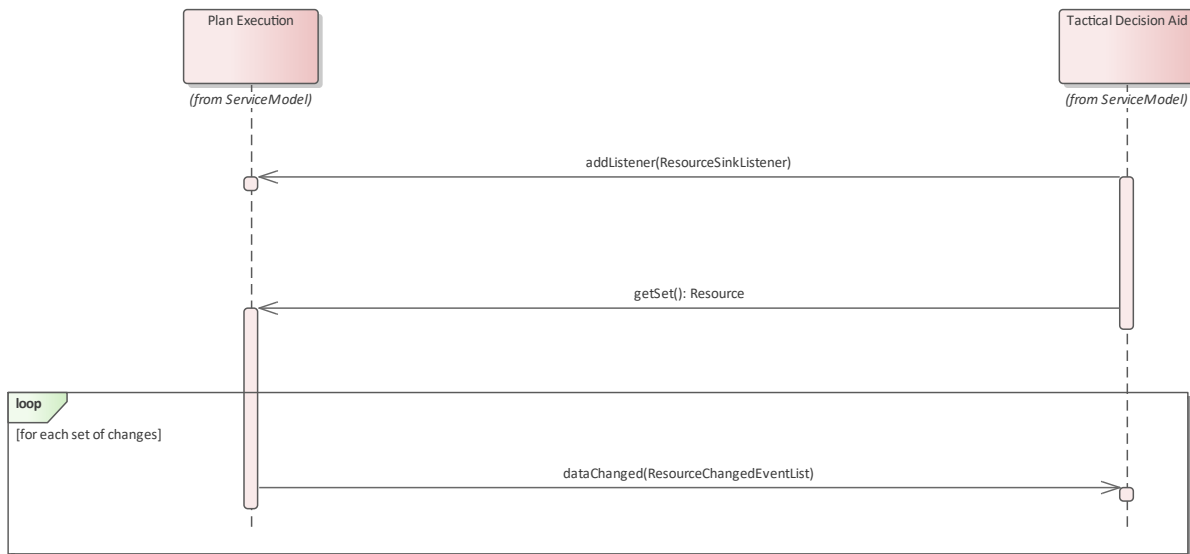 Plan Execution
Tactical Decision Aid
(from ServiceModel)
(from ServiceModel)
addListener(ResourceSinkListener)
getSet(): Resource
loop
[for each set of changes]
dataChanged(ResourceChangedEventList)